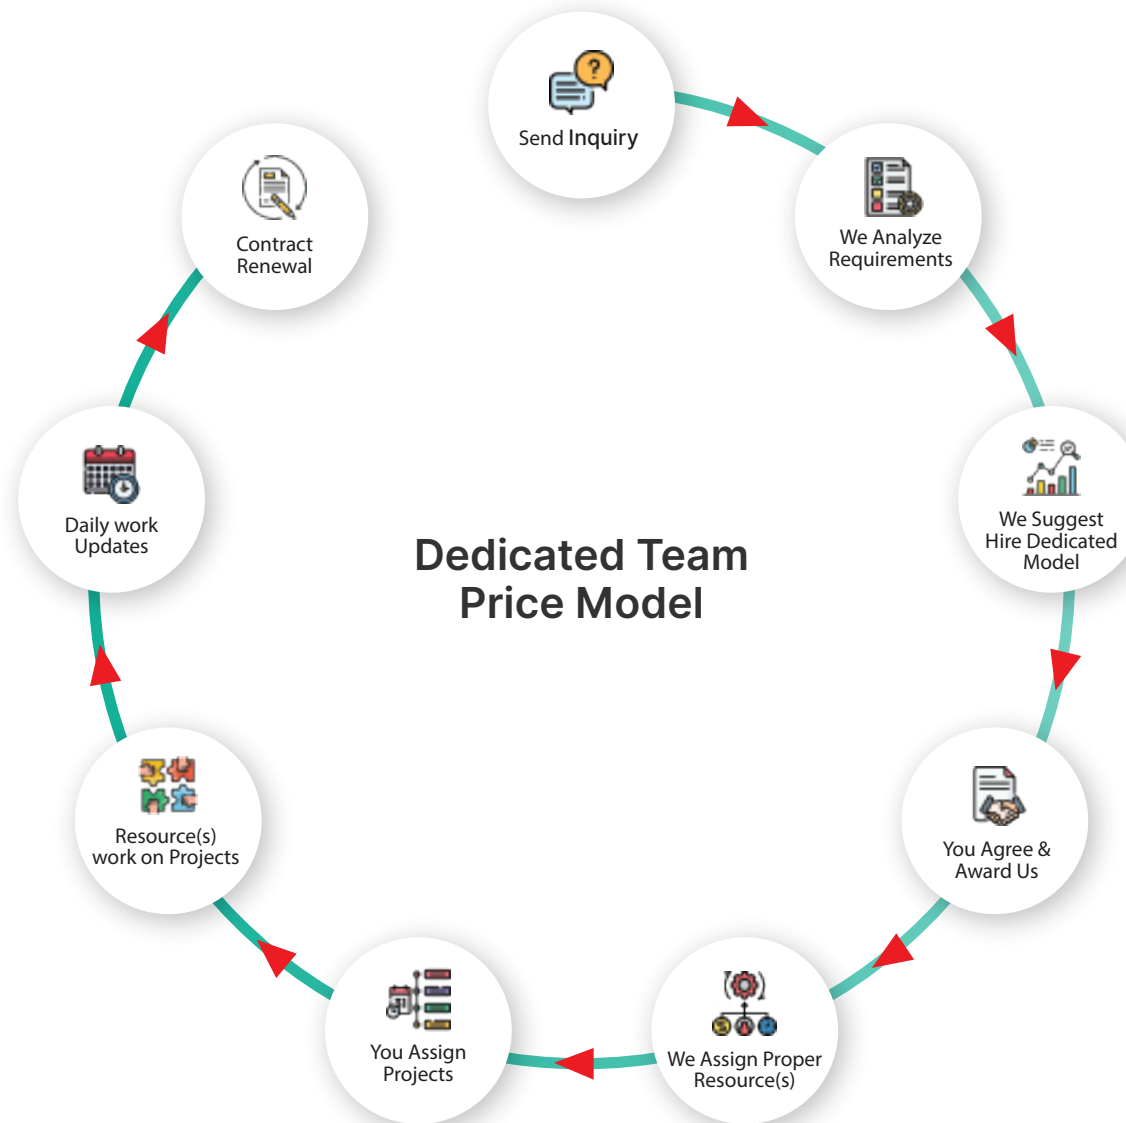 Send Inquiry
We Analyze
Requirements
We Suggest
Hire Dedicated
Model
You Agree &
Award Us
We Assign Proper
Resource(s)
You Assign
Projects
Resource(s)
work on Projects
Daily work
Updates
Contract
Renewal
Dedicated Team
Price Model